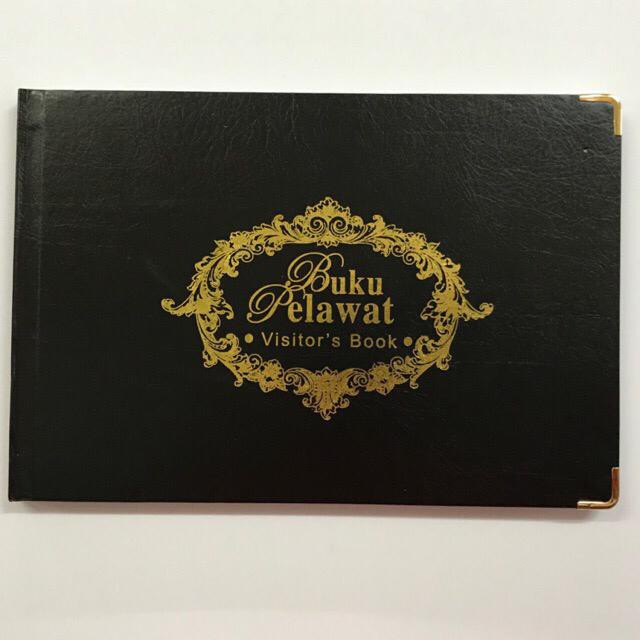 Buku
Pelawat
• Visitor's Book •